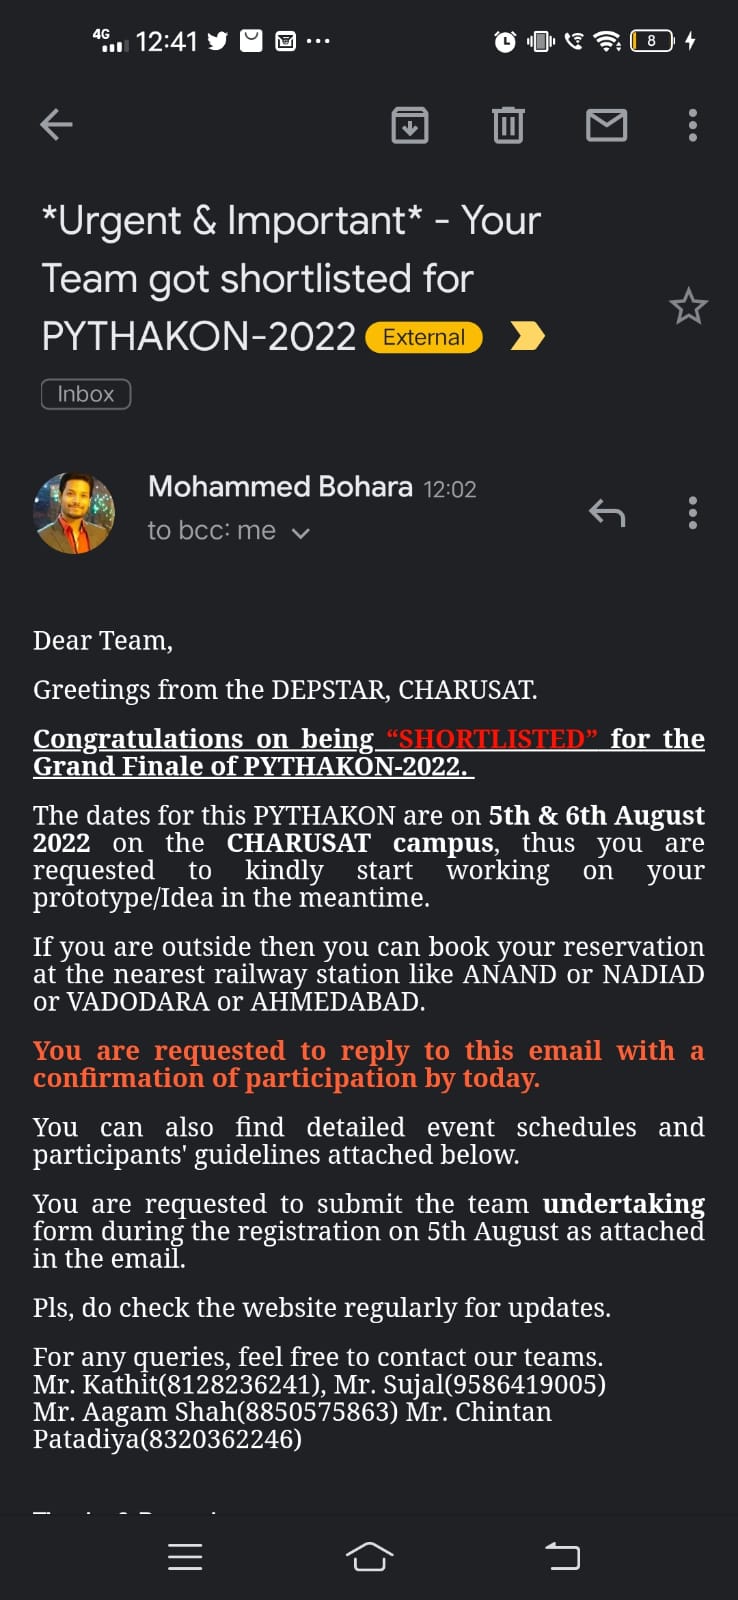 4G 12:41 8
*Urgent & Important* - Your
Team got shortlisted for
PYTHAKON-2022 External
Inbox
Mohammed Bohara 12:02
to bcc: me
Dear Team,
Greetings from the DEPSTAR, CHARUSAT.
Congratulations on being “SHORTLISTED” for the
Grand Finale of PYTHAKON-2022.
The dates for this PYTHAKON are on 5th & 6th August
2022 on the CHARUSAT campus, thus you are
requested to kindly start working on your
prototype/Idea in the meantime.
If you are outside then you can book your reservation
at the nearest railway station like ANAND or NADIAD
or VADODARA or AHMEDABAD.
You are requested to reply to this email with a
confirmation of participation by today.
You can also find detailed event schedules and
participants' guidelines attached below.
You are requested to submit the team undertaking
form during the registration on 5th August as attached
in the email.
Pls, do check the website regularly for updates.
For any queries, feel free to contact our teams.
Mr. Kathit(8128236241), Mr. Sujal(9586419005)
Mr. Aagam Shah(8850575863) Mr. Chintan
Patadiya(8320362246)